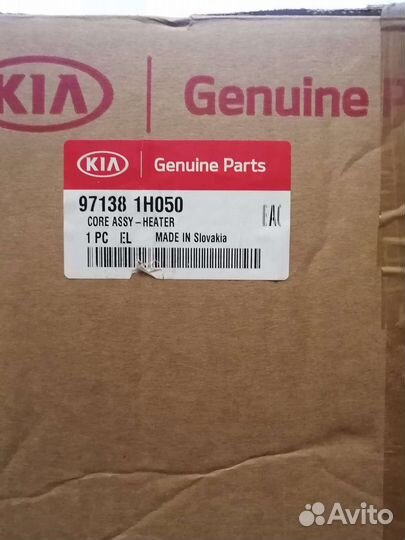 KIA Genuine P
KIA Genuine Parts
97138 1H050
CORE ASSY-HEATER
EAC
1 PC EL MADE IN Slovakia
Avito